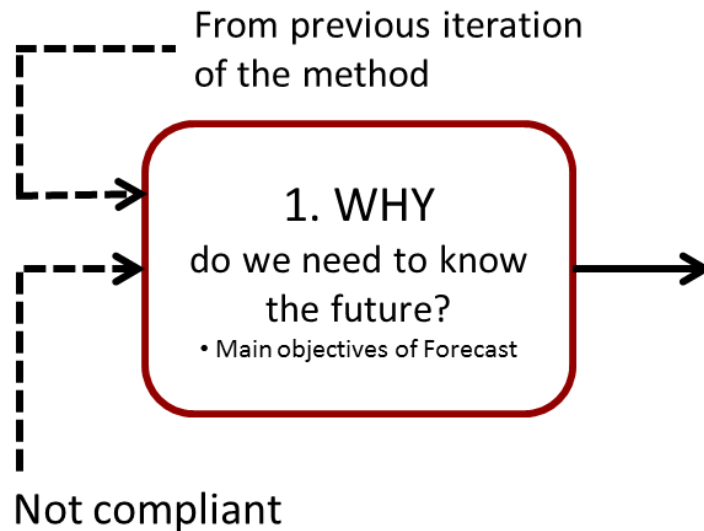 From previous iteration
of the method
1. WHY
do we need to know
the future?
• Main objectives of Forecast
Not compliant